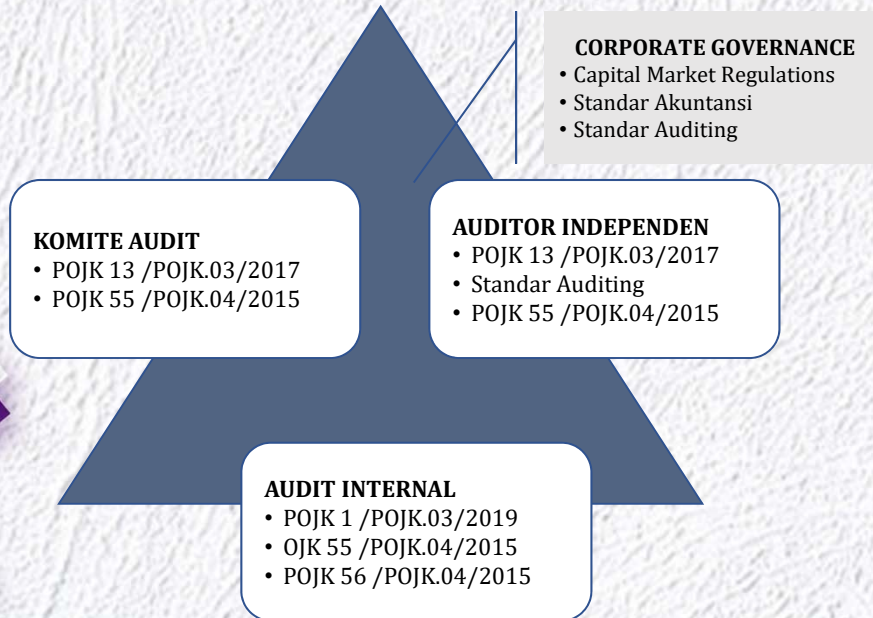 CORPORATE GOVERNANCE
• Capital Market Regulations
• Standar Akuntansi
• Standar Auditing
KOMITE AUDIT
• POJK 13 /POJK.03/2017
• POJK 55 /POJK.04/2015
AUDITOR INDEPENDEN
• POJK 13 /POJK.03/2017
• Standar Auditing
• POJK 55 /POJK.04/2015
AUDIT INTERNAL
• POJK 1 /POJK.03/2019
• OJK 55 /POJK.04/2015
• POJK 56 /POJK.04/2015